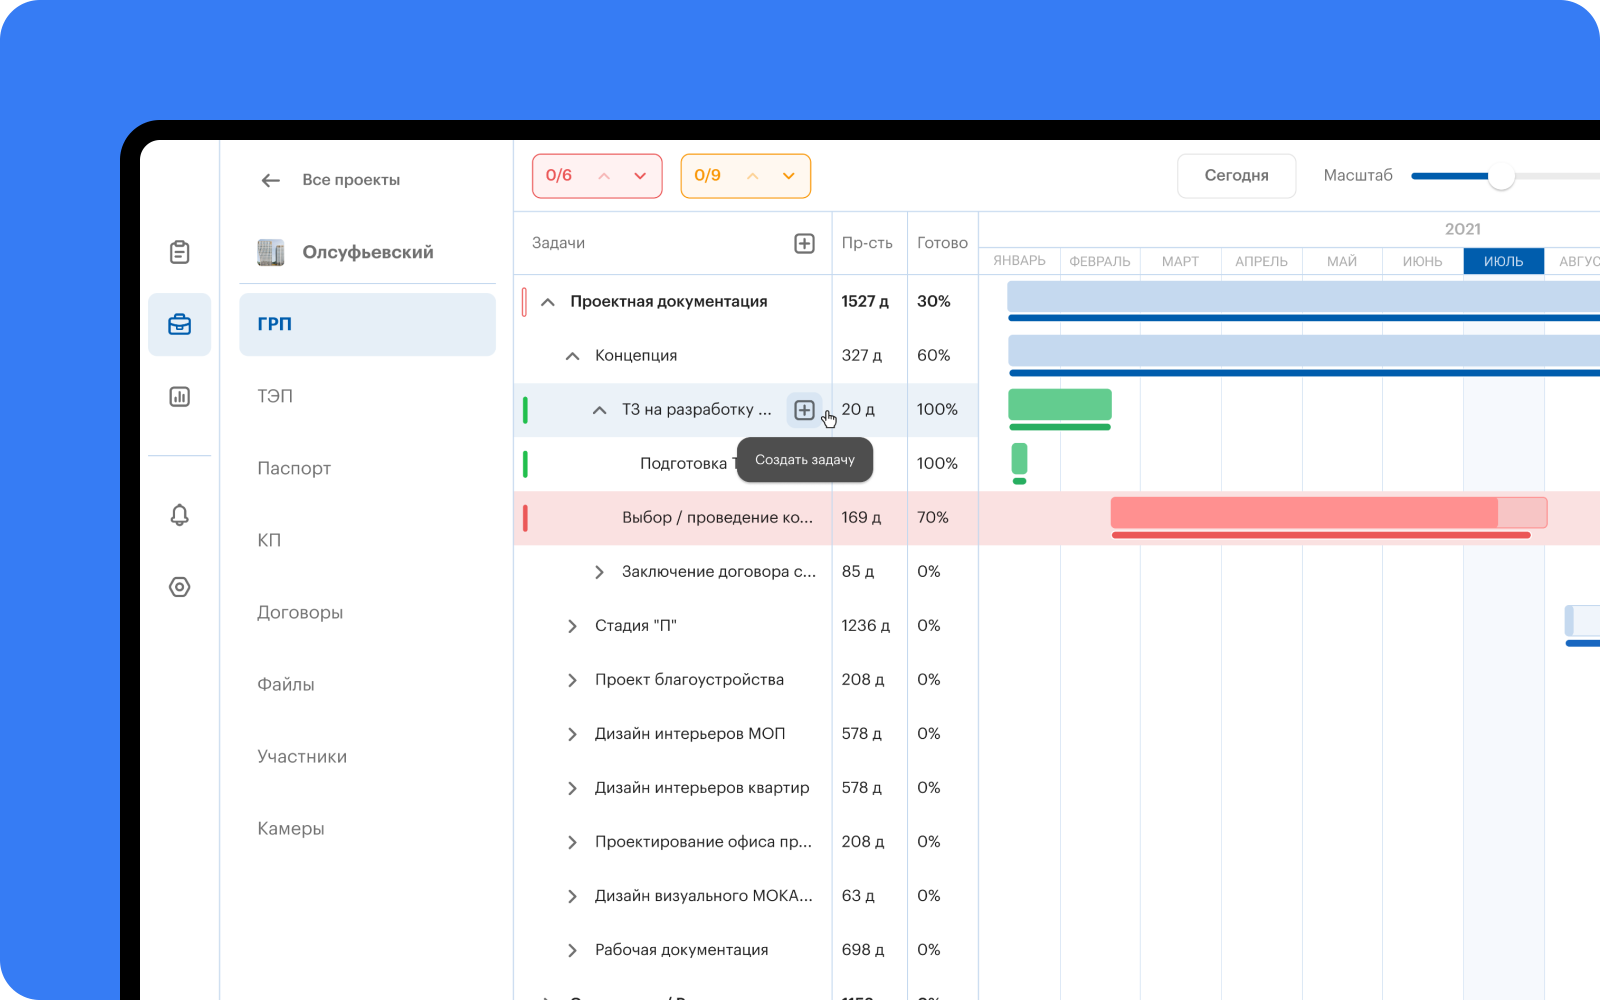 Все проекты
Олсуфьевский
ГРП
ТЭП
Паспорт
КП
Договоры
Файлы
Участники
Камеры
0/6
0/9
Сегодня
Масштаб
Задачи
Пр-сть
Готово
2021
ЯНВАРЬ ФЕВРАЛЬ МАРТ АПРЕЛЬ МАЙ ИЮНЬ ИЮЛЬ
Проектная документация 1527 д 30%
Концепция 327 д 60%
ТЗ на разработку ... 20 д 100%
Создать задачу
Подготовка 100%
Выбор / проведение ко... 169 д 70%
Заключение договора с... 85 д 0%
Стадия "П" 1236 д 0%
Проект благоустройства 208 д 0%
Дизайн интерьеров МОП 578 д 0%
Дизайн интерьеров квартир 578 д 0%
Проектирование офиса пр... 208 д 0%
Дизайн визуального МОКА... 63 д 0%
Рабочая документация 698 д 0%